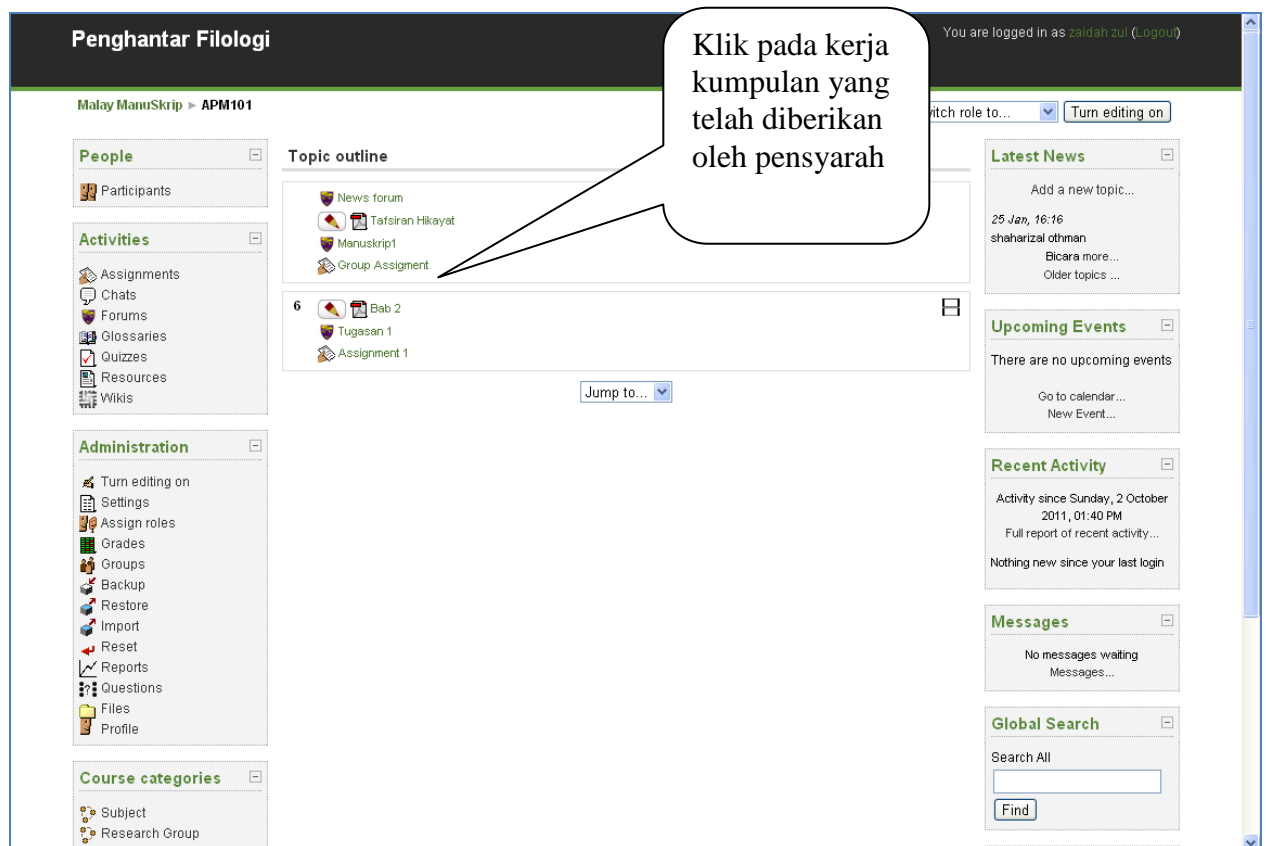 Penghantar Filologi
You are logged in as zaidah zul (Logout)
Klik pada kerja
kumpulan yang
telah diberikan
oleh pensyarah
Malay ManuSkrip ► APM101
itch role to...
Turn editing on
People
Participants
Activities
Assignments
Chats
Forums
Glossaries
Quizzes
Resources
Wikis
Administration
Turn editing on
Settings
Assign roles
Grades
Groups
Backup
Restore
Import
Reset
Reports
Questions
Files
Profile
Course categories
Subject
Research Group
Topic outline
News forum
Tafsiran Hikayat
Manuskrip1
Group Assigment
6 Bab 2
Tugasan 1
Assignment 1
Jump to...
Latest News
Add a new topic...
25 Jan, 16:16
shaharizal othman
Bicara more...
Older topics ...
Upcoming Events
There are no upcoming events
Go to calendar...
New Event...
Recent Activity
Activity since Sunday, 2 October
2011, 01:40 PM
Full report of recent activity...
Nothing new since your last login
Messages
No messages waiting
Messages...
Global Search
Search All
Find